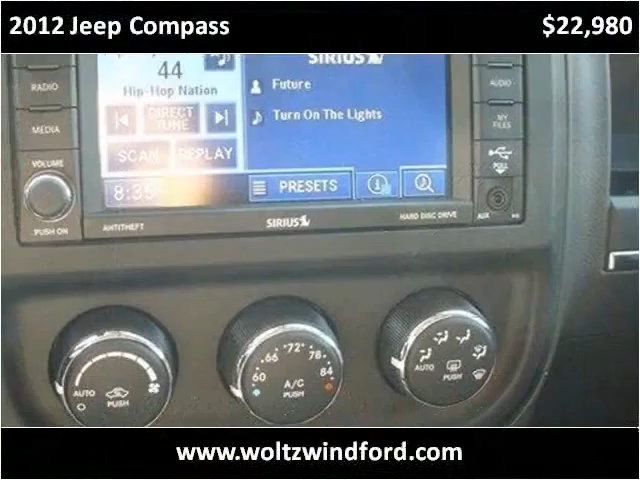 2012 Jeep Compass $22,980
SIRIUS
44
Hip-Hop Nation
Future
Turn On The Lights
RADIO
MEDIA
DIRECT
TUNE
SCAN REPLAY
8:35
PRESETS
AUDIO
MY
FILES
PULL
VOLUME
PUSH ON
ANTITHEFT
SIRIUS
HARD DISC DRIVE
AUX
AUTO
PUSH
60 66 72° 78 84
A/C
PUSH
AUTO
PUSH
www.woltzwindford.com